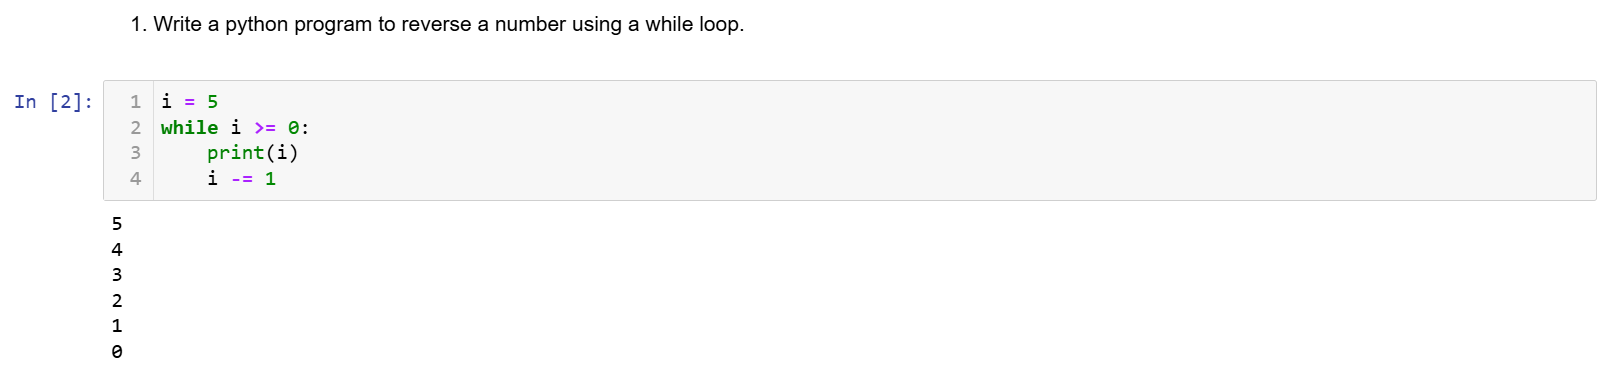 1. Write a python program to reverse a number using a while loop.
In [2]:
1 i = 5
2 while i >= 0:
3     print(i)
4     i -= 1
5
4
3
2
1
0